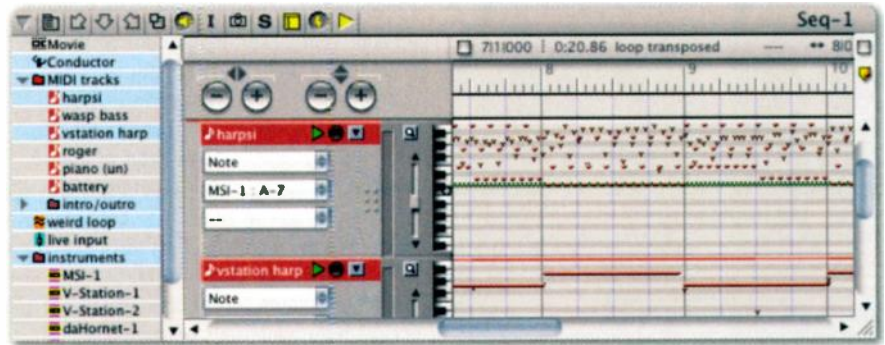 I S Seq-1
Movie
Conductor
MIDI tracks
harpsi
wasp bass
vstation harp
roger
piano (un)
battery
intro/outro
weird loop
live input
instruments
MSI-1
V-Station-1
V-Station-2
daHornet-1
7|1|000 0:20.86 loop transposed ---- 8|0
8 9 10
harpsi
Note
MSI-1 : A-7
--
vstation harp
Note